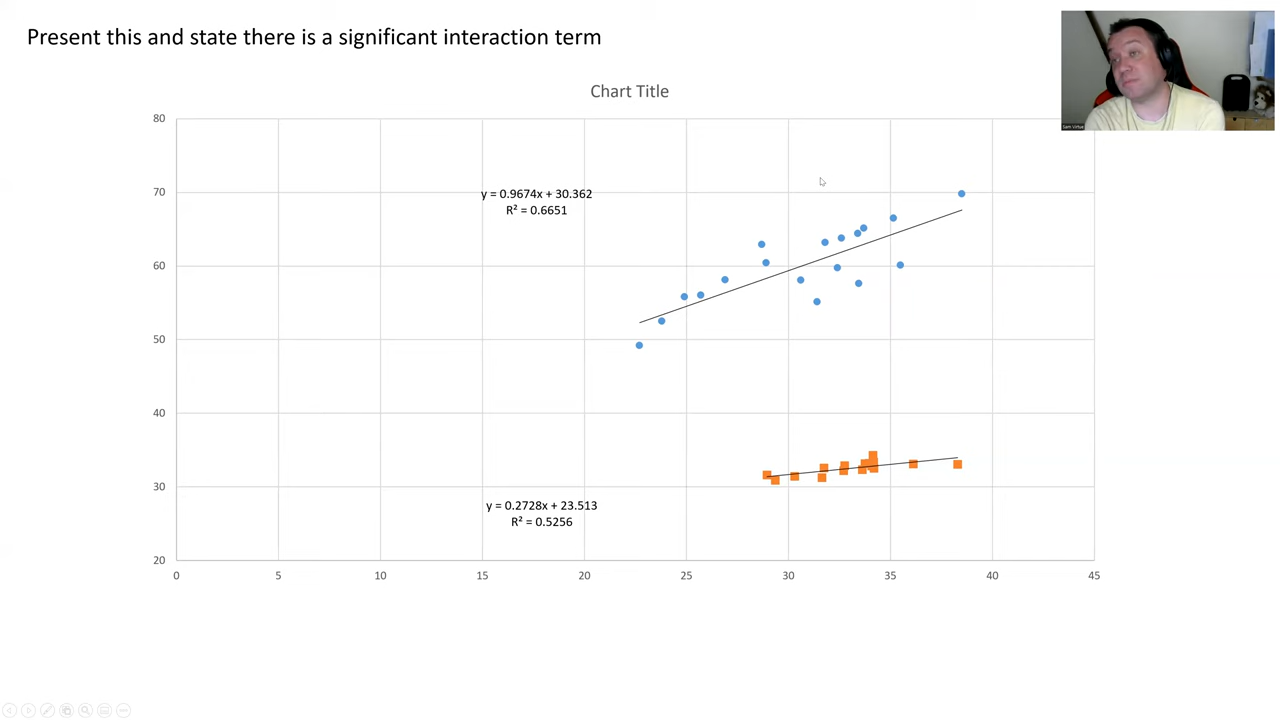 Present this and state there is a significant interaction term
Sam Virtue
Chart Title
80
70
60
50
40
30
20
y = 0.9674x + 30.362
R² = 0.6651
y = 0.2728x + 23.513
R² = 0.5256
0 5 10 15 20 25 30 35 40 45